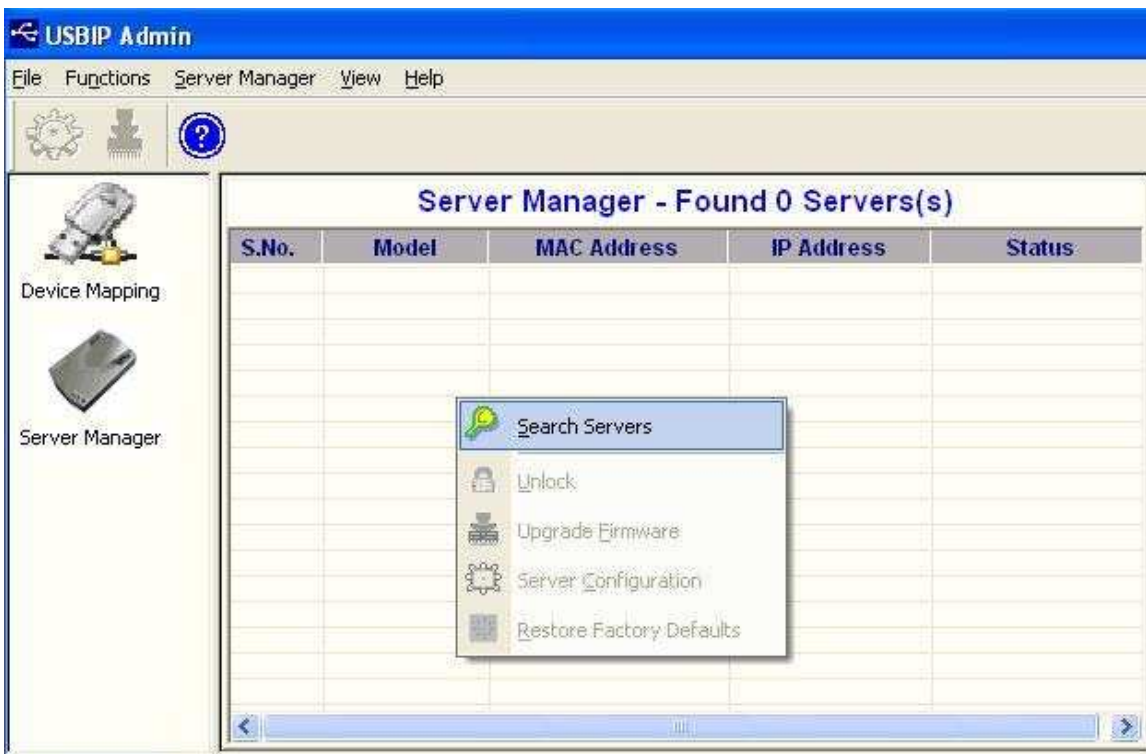 USBIP Admin
File Functions Server Manager View Help
?
Server Manager - Found 0 Servers(s)
S.No. Model MAC Address IP Address Status
Device Mapping
Server Manager
Search Servers
Unlock
Upgrade Firmware
Server Configuration
Restore Factory Defaults